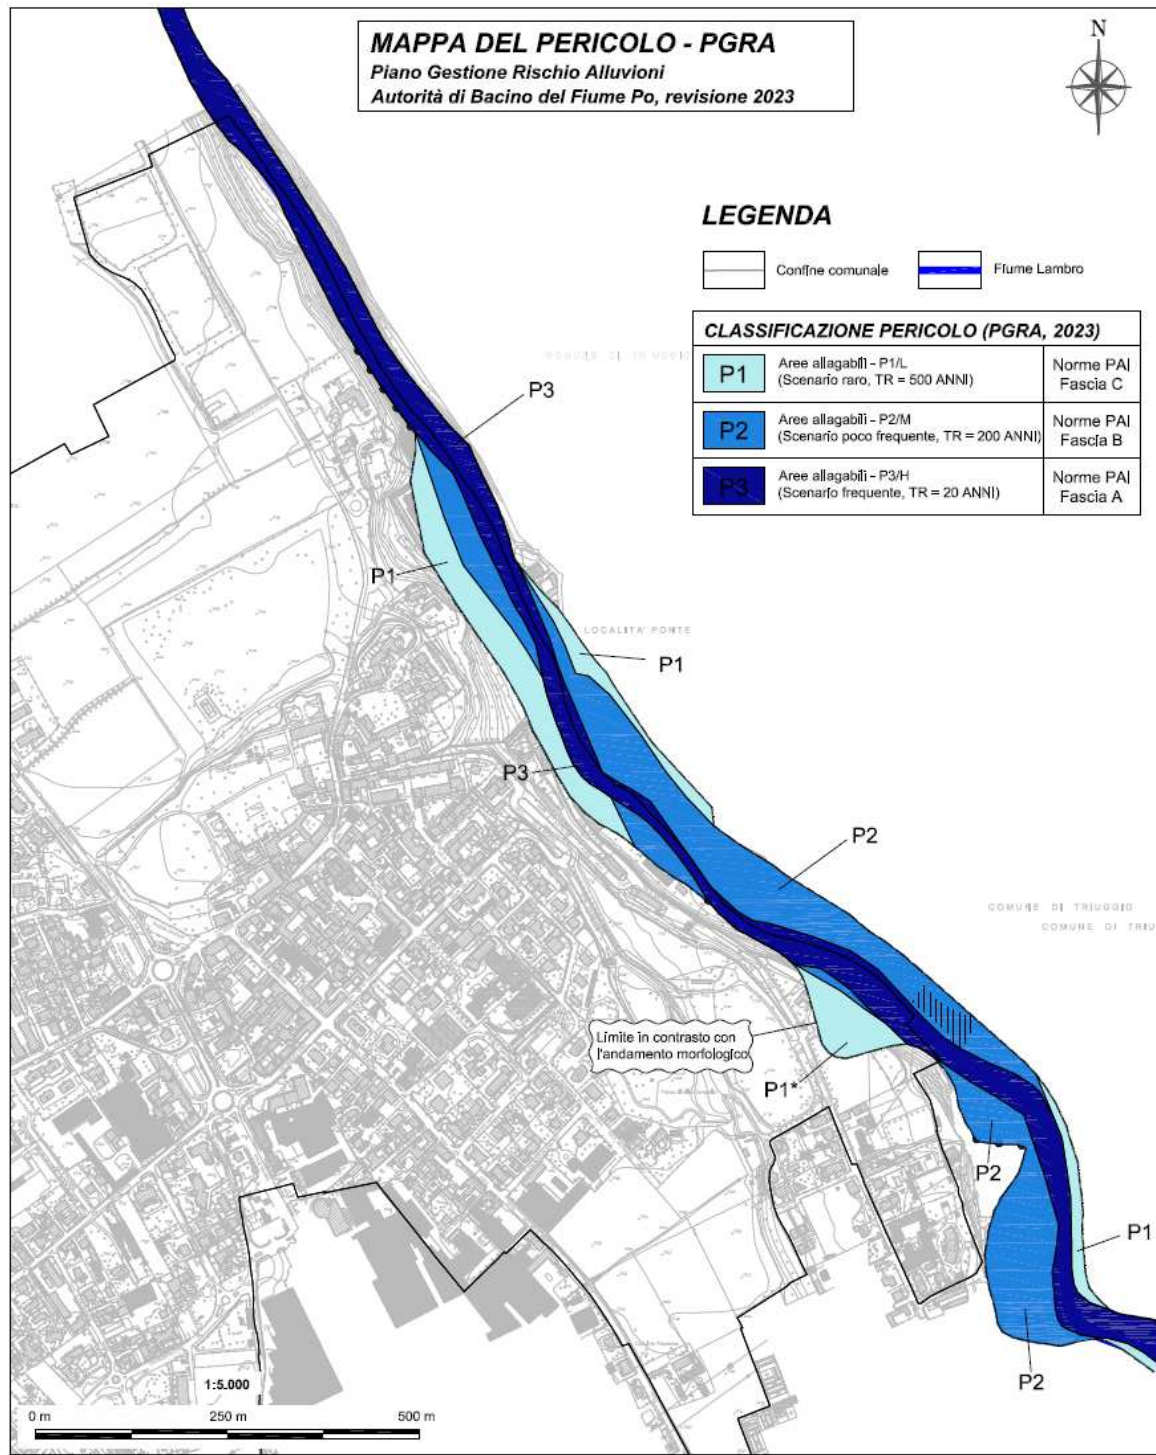 MAPPA DEL PERICOLO - PGRA
Piano Gestione Rischio Alluvioni
Autorità di Bacino del Fiume Po, revisione 2023
N
LEGENDA
Confine comunale
Fiume Lambro
CLASSIFICAZIONE PERICOLO (PGRA, 2023)
P1
Aree allagabili - P1/L
(Scenario raro, TR = 500 ANNI)
Norme PAI
Fascia C
P2
Aree allagabili - P2/M
(Scenario poco frequente, TR = 200 ANNI)
Norme PAI
Fascia B
P3
Aree allagabili - P3/H
(Scenario frequente, TR = 20 ANNI)
Norme PAI
Fascia A
P3
P1
LOCALITA' PONTE
P1
P3
P2
COMUNE DI TRIUGGIO
COMUNE DI TRIU
Limite in contrasto con
l'andamento morfologico
P1*
P2
P1
P2
1:5.000
0 m
250 m
500 m